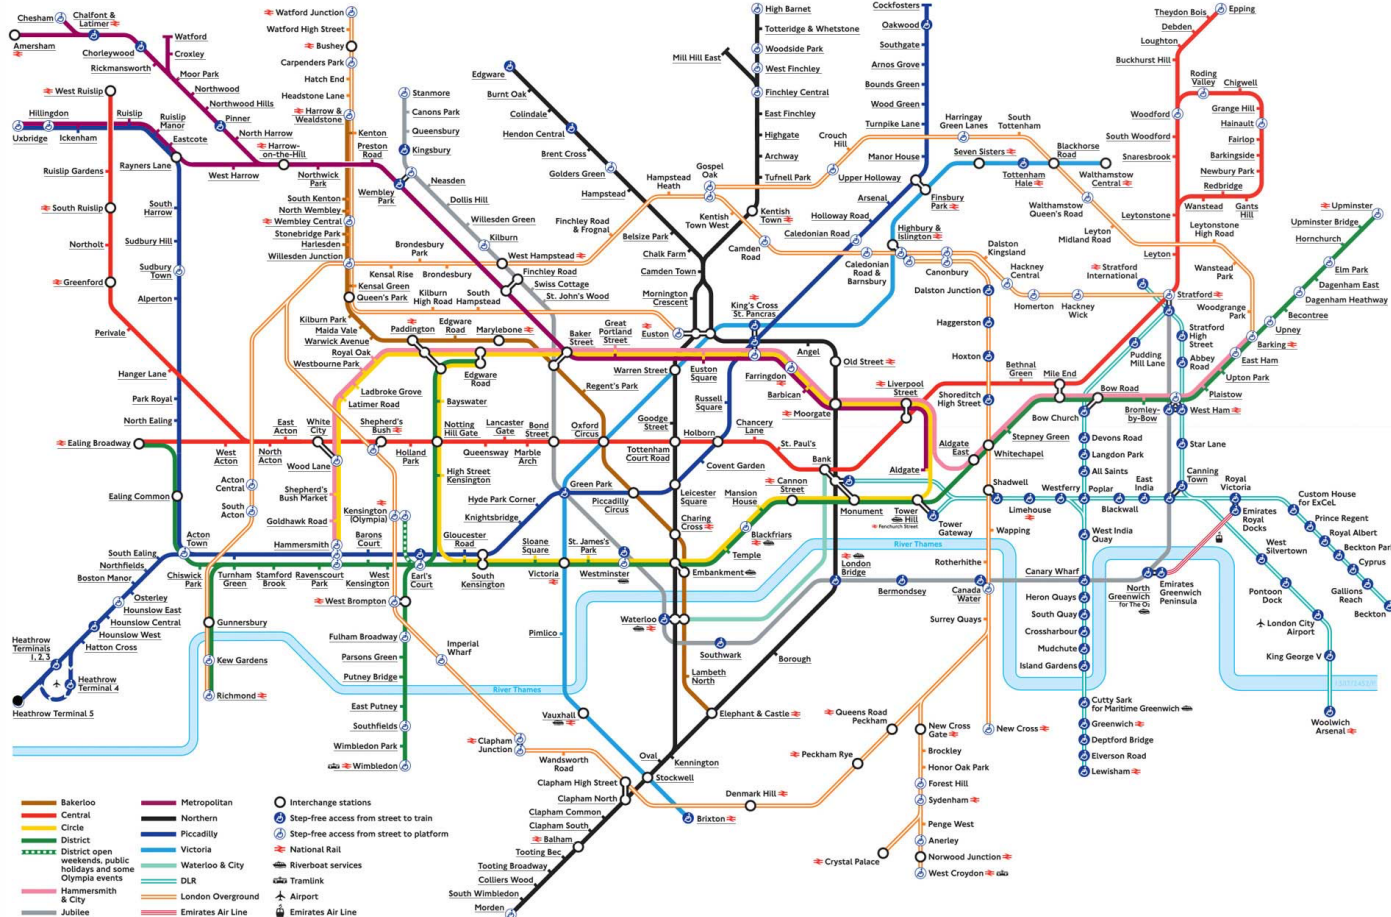 Chesham
Chalfont &
Latimer
Amersham
Chorleywood
Rickmansworth
Watford
Croxley
Moor Park
Northwood
Northwood Hills
Pinner
North Harrow
Harrow-
on-the-Hill
Watford Junction
Watford High Street
Bushey
Carpenders Park
Hatch End
Headstone Lane
Harrow &
Wealdstone
Kenton
Preston
Road
Northwick
Park
South Kenton
North Wembley
Wembley Central
Stonebridge Park
Harlesden
Willesden Junction
Kensal Rise
Brondesbury
Park
Brondesbury
Kensal Green
Queen's Park
Kilburn
High Road
South
Hampstead
Kilburn Park
Maida Vale
Warwick Avenue
Royal Oak
Westbourne Park
Paddington
Edgware
Road
Marylebone
Baker
Street
Great
Portland
Street
West Ruislip
Hillingdon
Ruislip
Ruislip
Manor
Eastcote
Uxbridge
Ickenham
Rayners Lane
West Harrow
Ruislip Gardens
South Ruislip
Northolt
Greenford
Perivale
Hanger Lane
South
Harrow
Sudbury Hill
Sudbury
Town
Alperton
Park Royal
North Ealing
Stanmore
Canons Park
Queensbury
Kingsbury
Wembley
Park
Neasden
Dollis Hill
Willesden Green
Kilburn
West Hampstead
Finchley Road
Swiss Cottage
St. John's Wood
Edgware
Burnt Oak
Colindale
Hendon Central
Brent Cross
Golders Green
Hampstead
Hampstead
Heath
Finchley Road
& Frognal
Belsize Park
Chalk Farm
Camden Town
Mornington
Crescent
Euston
High Barnet
Totteridge & Whetstone
Woodside Park
Mill Hill East
West Finchley
Finchley Central
East Finchley
Highgate
Archway
Tufnell Park
Gospel
Oak
Kentish
Town West
Kentish
Town
Camden
Road
King's Cross
St. Pancras
Cockfosters
Oakwood
Southgate
Arnos Grove
Bounds Green
Wood Green
Turnpike Lane
Manor House
Crouch
Hill
Upper Holloway
Arsenal
Holloway Road
Caledonian Road
Harringay
Green Lanes
South
Tottenham
Seven Sisters
Blackhorse
Road
Tottenham
Hale
Walthamstow
Central
Walthamstow
Queen's Road
Finsbury
Park
Highbury &
Islington
Caledonian
Road &
Barnsbury
Canonbury
Dalston
Kingsland
Hackney
Central
Dalston Junction
Homerton
Hackney
Wick
Haggerston
Hoxton
Shoreditch
High Street
Leyton
Midland Road
Leytonstone
High Road
Wanstead
Park
Woodgrange
Park
Epping
Theydon Bois
Debden
Loughton
Buckhurst Hill
Roding
Valley
Chigwell
Grange Hill
Hainault
Fairlop
Barkingside
Newbury Park
Redbridge
Wanstead
Gants
Hill
Woodford
South Woodford
Snaresbrook
Leytonstone
Leyton
Stratford
International
Stratford
Upminster
Upminster Bridge
Hornchurch
Elm Park
Dagenham East
Dagenham Heathway
Becontree
Upney
Barking
East Ham
Upton Park
Plaistow
West Ham
Stratford
High
Street
Abbey
Road
Pudding
Mill Lane
Star Lane
Canning
Town
Bromley-
by-Bow
Bow Road
Bow Church
Mile End
Bethnal
Green
Stepney Green
Whitechapel
Liverpool
Street
Aldgate
East
Aldgate
Moorgate
Barbican
Farringdon
Angel
Old Street
Euston
Square
Warren Street
Regent's Park
Russell
Square
Goodge
Street
Ealing Broadway
West
Acton
North
Acton
East
Acton
White
City
Wood Lane
Shepherd's
Bush
Holland
Park
Notting
Hill Gate
Lancaster
Gate
Queensway
Marble
Arch
Bond
Street
Oxford
Circus
Tottenham
Court Road
Holborn
Chancery
Lane
St. Paul's
Bank
Ladbroke Grove
Latimer Road
Edgware
Road
Bayswater
High Street
Kensington
Shepherd's
Bush Market
Goldhawk Road
Hammersmith
Acton
Central
South
Acton
Ealing Common
Kensington
(Olympia)
Barons
Court
Gloucester
Road
Knightsbridge
Hyde Park Corner
Green Park
Piccadilly
Circus
Leicester
Square
Covent Garden
Charing
Cross
Cannon
Street
Mansion
House
Monument
Tower
Hill
Fenchurch Street
Tower
Gateway
Shadwell
Limehouse
Westferry
Poplar
All Saints
Langdon Park
Devons Road
Blackwall
East
India
Royal
Victoria
Emirates
Royal
Docks
Custom House
for ExCeL
Prince Regent
Royal Albert
Beckton Park
Cyprus
Gallions
Reach
Beckton
West
Silvertown
Pontoon
Dock
London City
Airport
King George V
Woolwich
Arsenal
Emirates
Greenwich
Peninsula
North
Greenwich
for The O2
Canary Wharf
West India
Quay
Heron Quays
South Quay
Crossharbour
Mudchute
Island Gardens
Cutty Sark
for Maritime Greenwich
Greenwich
Deptford Bridge
Elverson Road
Lewisham
Wapping
Rotherhithe
Canada
Water
Surrey Quays
New Cross
New Cross
Gate
Brockley
Honor Oak Park
Forest Hill
Sydenham
Penge West
Anerley
Norwood Junction
West Croydon
Crystal Palace
Queens Road
Peckham
Peckham Rye
Denmark Hill
Bermondsey
London
Bridge
Southwark
Waterloo
Blackfriars
Temple
Embankment
Westminster
St. James's
Park
Victoria
Sloane
Square
South
Kensington
Earl's
Court
West
Kensington
Ravenscourt
Park
Stamford
Brook
Turnham
Green
Chiswick
Park
Acton
Town
South Ealing
Northfields
Boston Manor
Osterley
Hounslow East
Hounslow Central
Hounslow West
Hatton Cross
Heathrow
Terminals
1, 2, 3
Heathrow
Terminal 4
Heathrow Terminal 5
Gunnersbury
Kew Gardens
Richmond
West Brompton
Fulham Broadway
Parsons Green
Putney Bridge
East Putney
Southfields
Wimbledon Park
Wimbledon
Imperial
Wharf
Clapham
Junction
Wandsworth
Road
Clapham High Street
Clapham North
Clapham Common
Clapham South
Balham
Tooting Bec
Tooting Broadway
Colliers Wood
South Wimbledon
Morden
Pimlico
Vauxhall
Brixton
Stockwell
Oval
Kennington
Elephant & Castle
Lambeth
North
Borough
River Thames
River Thames
Bakerloo
Central
Circle
District
District open
weekends, public
holidays and some
Olympia events
Hammersmith
& City
Jubilee
Metropolitan
Northern
Piccadilly
Victoria
Waterloo & City
DLR
London Overground
Emirates Air Line
Interchange stations
Step-free access from street to train
Step-free access from street to platform
National Rail
Riverboat services
Tramlink
Airport
Emirates Air Line